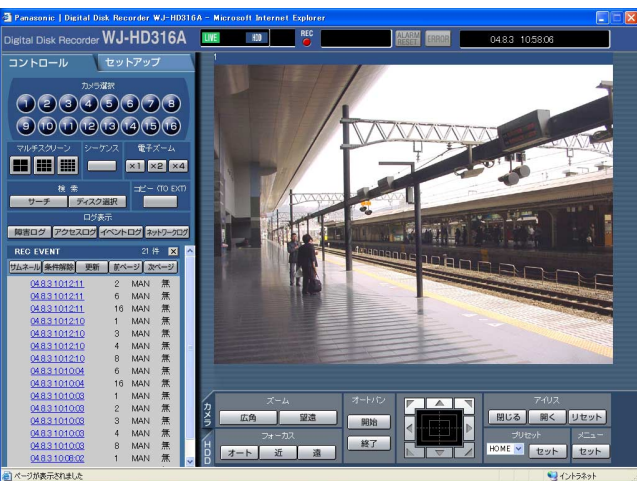 Panasonic | Digital Disk Recorder WJ-HD316A - Microsoft Internet Explorer
Digital Disk Recorder WJ-HD316A
LIVE HDD REC ALARM RESET ERROR 04.8.3 10:58:06
コントロール セットアップ
1
カメラ選択
1 2 3 4 5 6 7 8
9 10 11 12 13 14 15 16
マルチスクリーン シーケンス 電子ズーム
×1 ×2 ×4
検 索 コピー (TO EXT)
サーチ ディスク選択
ログ表示
障害ログ アクセスログ イベントログ ネットワークログ
REC EVENT 21 件
サムネール 条件解除 更新 前ページ 次ページ
04.8.3 10:12:11 2 MAN 無
04.8.3 10:12:11 6 MAN 無
04.8.3 10:12:11 16 MAN 無
04.8.3 10:12:10 1 MAN 無
04.8.3 10:12:10 3 MAN 無
04.8.3 10:12:10 4 MAN 無
04.8.3 10:12:10 8 MAN 無
04.8.3 10:10:04 6 MAN 無
04.8.3 10:10:04 16 MAN 無
04.8.3 10:10:03 1 MAN 無
04.8.3 10:10:03 2 MAN 無
04.8.3 10:10:03 3 MAN 無
04.8.3 10:10:03 4 MAN 無
04.8.3 10:10:03 8 MAN 無
04.8.3 10:08:02 1 MAN 無
カメラ
HDD
ズーム
広角 望遠
フォーカス
オート 近 遠
オートパン
開始
終了
アイリス
閉じる 開く リセット
プリセット メニュー
HOME セット セット
ページが表示されました
イントラネット